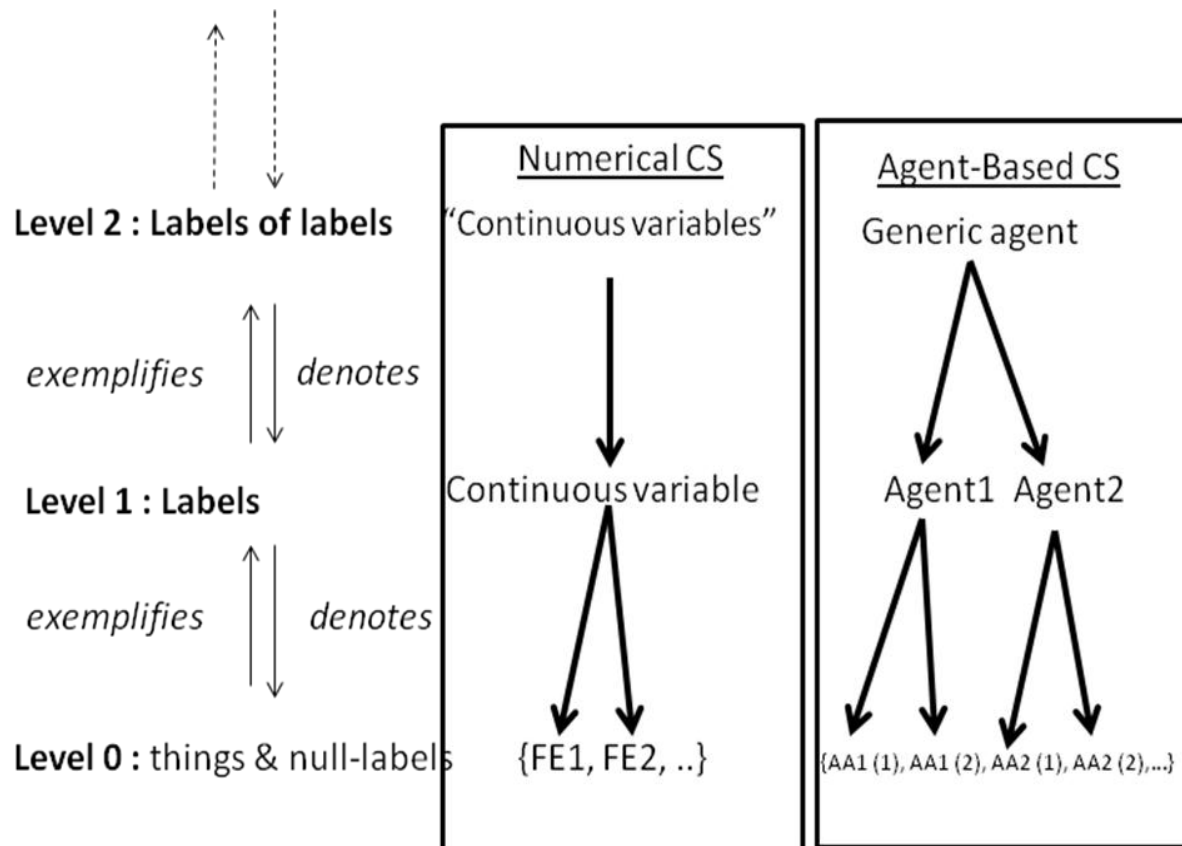 Numerical CS
Agent-Based CS
Level 2 : Labels of labels
“Continuous variables”
Generic agent
exemplifies
denotes
Level 1 : Labels
Continuous variable
Agent1 Agent2
exemplifies
denotes
Level 0 : things & null-labels
{FE1, FE2, ..}
{AA1 (1), AA1 (2), AA2 (1), AA2 (2),...}